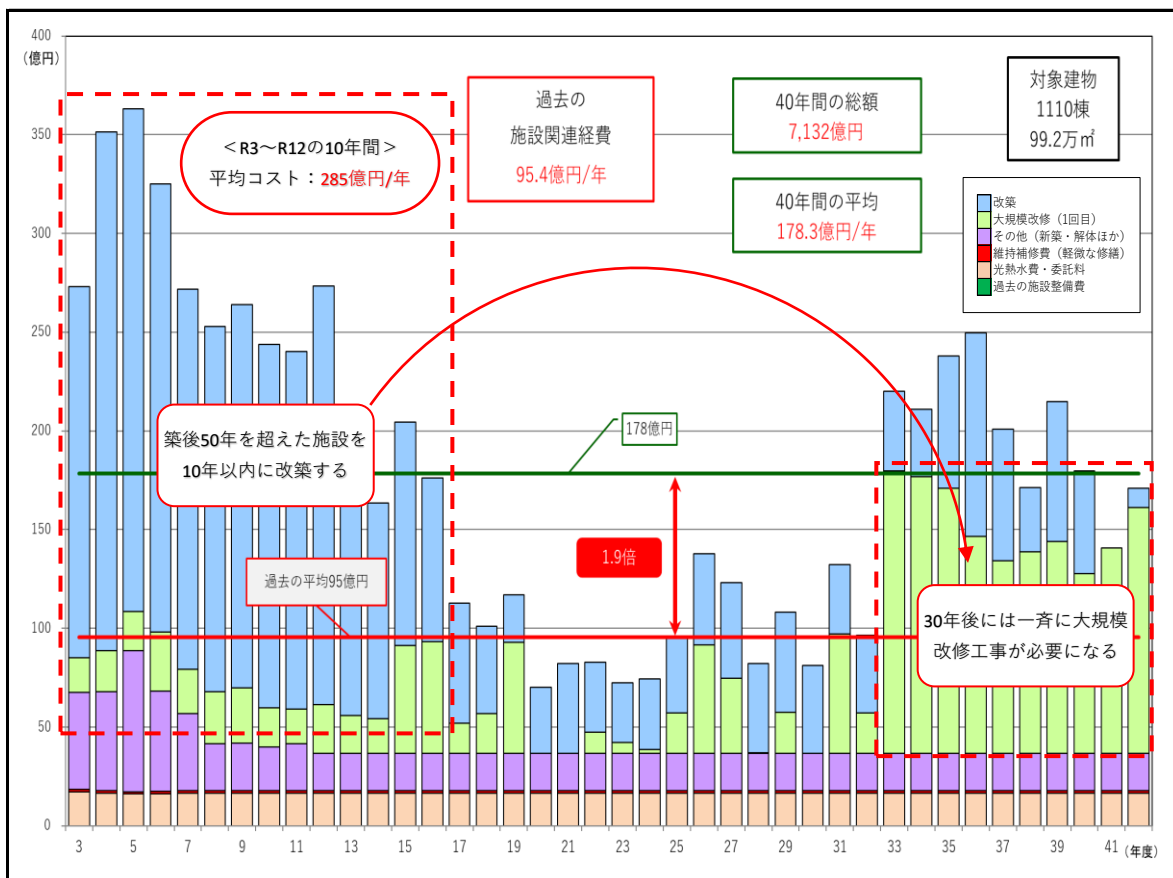 400
(億円)
350
300
250
200
150
100
50
0
<R3~R12の10年間>
平均コスト:285億円/年
過去の
施設関連経費
95.4億円/年
40年間の総額
7,132億円
40年間の平均
178.3億円/年
対象建物
1110棟
99.2万㎡
改築
大規模改修(1回目)
その他(新築・解体ほか)
維持補修費(軽微な修繕)
光熱水費・委託料
過去の施設整備費
築後50年を超えた施設を
10年以内に改築する
178億円
1.9倍
過去の平均95億円
30年後には一斉に大規模
改修工事が必要になる
3 5 7 9 11 13 15 17 19 21 23 25 27 29 31 33 35 37 39 41 (年度)